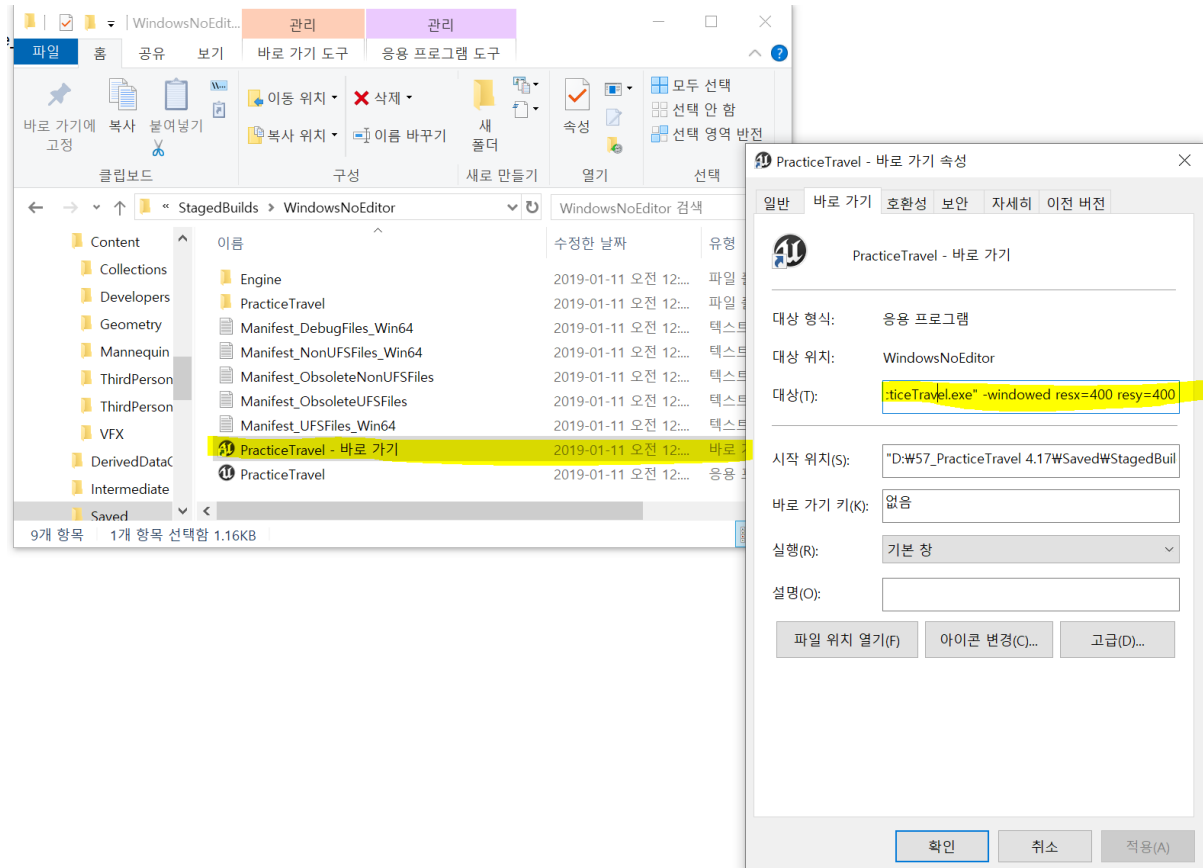 WindowsNoEdit...
관리
관리
파일
홈
공유
보기
바로 가기 도구
응용 프로그램 도구
바로 가기에
고정
복사
붙여넣기
이동 위치
복사 위치
삭제
이름 바꾸기
새
폴더
속성
모두 선택
선택 안 함
선택 영역 반전
클립보드
구성
새로 만들기
열기
선택
« StagedBuilds > WindowsNoEditor
WindowsNoEditor 검색
Content
Collections
Developers
Geometry
Mannequin
ThirdPerson
ThirdPerson
VFX
DerivedDataC
Intermediate
Saved
이름
수정한 날짜
유형
Engine 2019-01-11 오전 12:... 파일
PracticeTravel 2019-01-11 오전 12:... 파일
Manifest_DebugFiles_Win64 2019-01-11 오전 12:... 텍스트
Manifest_NonUFSFiles_Win64 2019-01-11 오전 12:... 텍스트
Manifest_ObsoleteNonUFSFiles 2019-01-11 오전 12:... 텍스트
Manifest_ObsoleteUFSFiles 2019-01-11 오전 12:... 텍스트
Manifest_UFSFiles_Win64 2019-01-11 오전 12:... 텍스트
PracticeTravel - 바로 가기 2019-01-11 오전 12:... 바로
PracticeTravel 2019-01-11 오전 12:... 응용
9개 항목
1개 항목 선택함 1.16KB
PracticeTravel - 바로 가기 속성
일반
바로 가기
호환성
보안
자세히
이전 버전
PracticeTravel - 바로 가기
대상 형식: 응용 프로그램
대상 위치: WindowsNoEditor
대상(T): :ticeTravel.exe" -windowed resx=400 resy=400
시작 위치(S): "D:₩57_PracticeTravel 4.17₩Saved₩StagedBuil
바로 가기 키(K): 없음
실행(R): 기본 창
설명(O):
파일 위치 열기(F)
아이콘 변경(C)...
고급(D)...
확인
취소
적용(A)